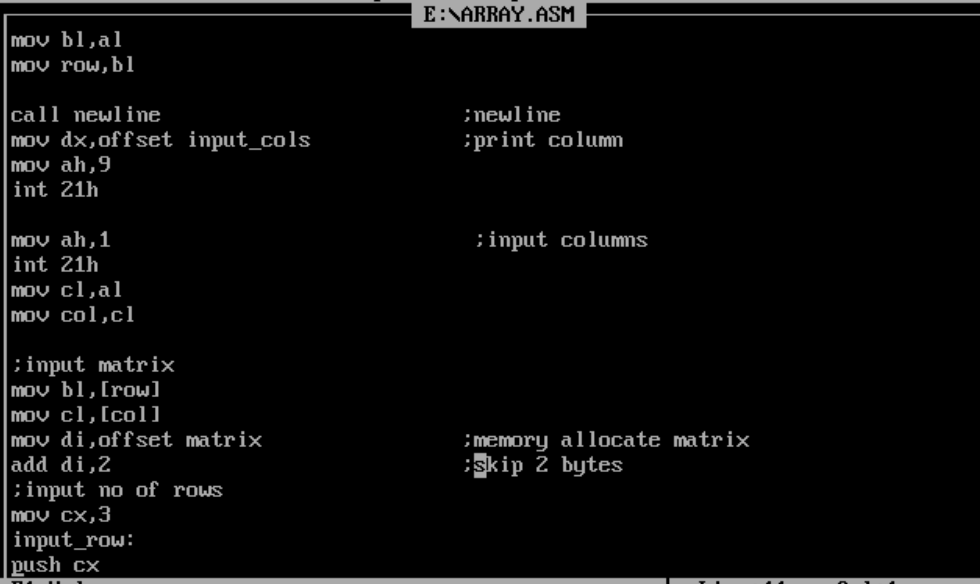 E:\ARRAY.ASM
mov bl,al
mov row,bl
call newline ;newline
mov dx,offset input_cols ;print column
mov ah,9
int 21h
mov ah,1 ;input columns
int 21h
mov cl,al
mov col,cl
;input matrix
mov bl,[row]
mov cl,[col]
mov di,offset matrix ;memory allocate matrix
add di,2 ;skip 2 bytes
;input no of rows
mov cx,3
input_row:
push cx